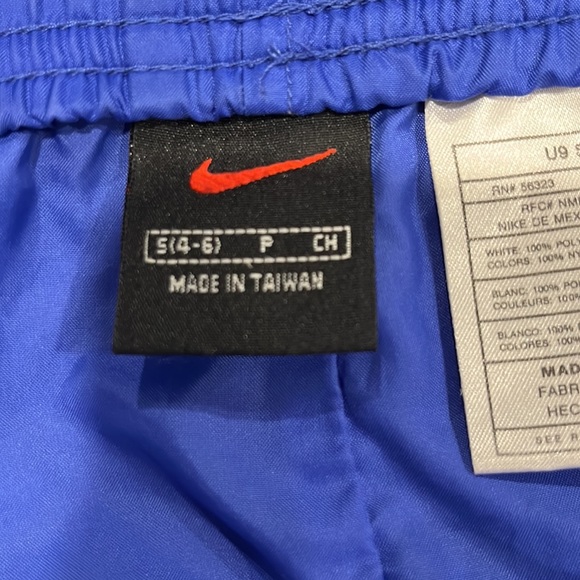 S(4-6) P CH
MADE IN TAIWAN
U9 S
RN# 56323
RFC# NM
NIKE DE MEX
WHITE: 100% POL
COLORS: 100% NY
BLANC: 100% PO
COULEURS: 100%
BLANCO: 100%
COLORES: 100%
MAD
FABR
HEC
SEE R